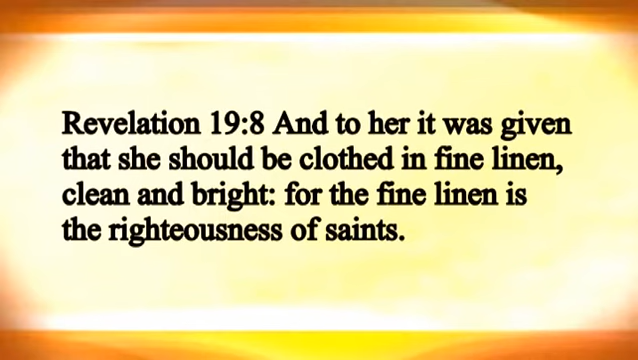 Revelation 19:8 And to her it was given
that she should be clothed in fine linen,
clean and bright: for the fine linen is
the righteousness of saints.